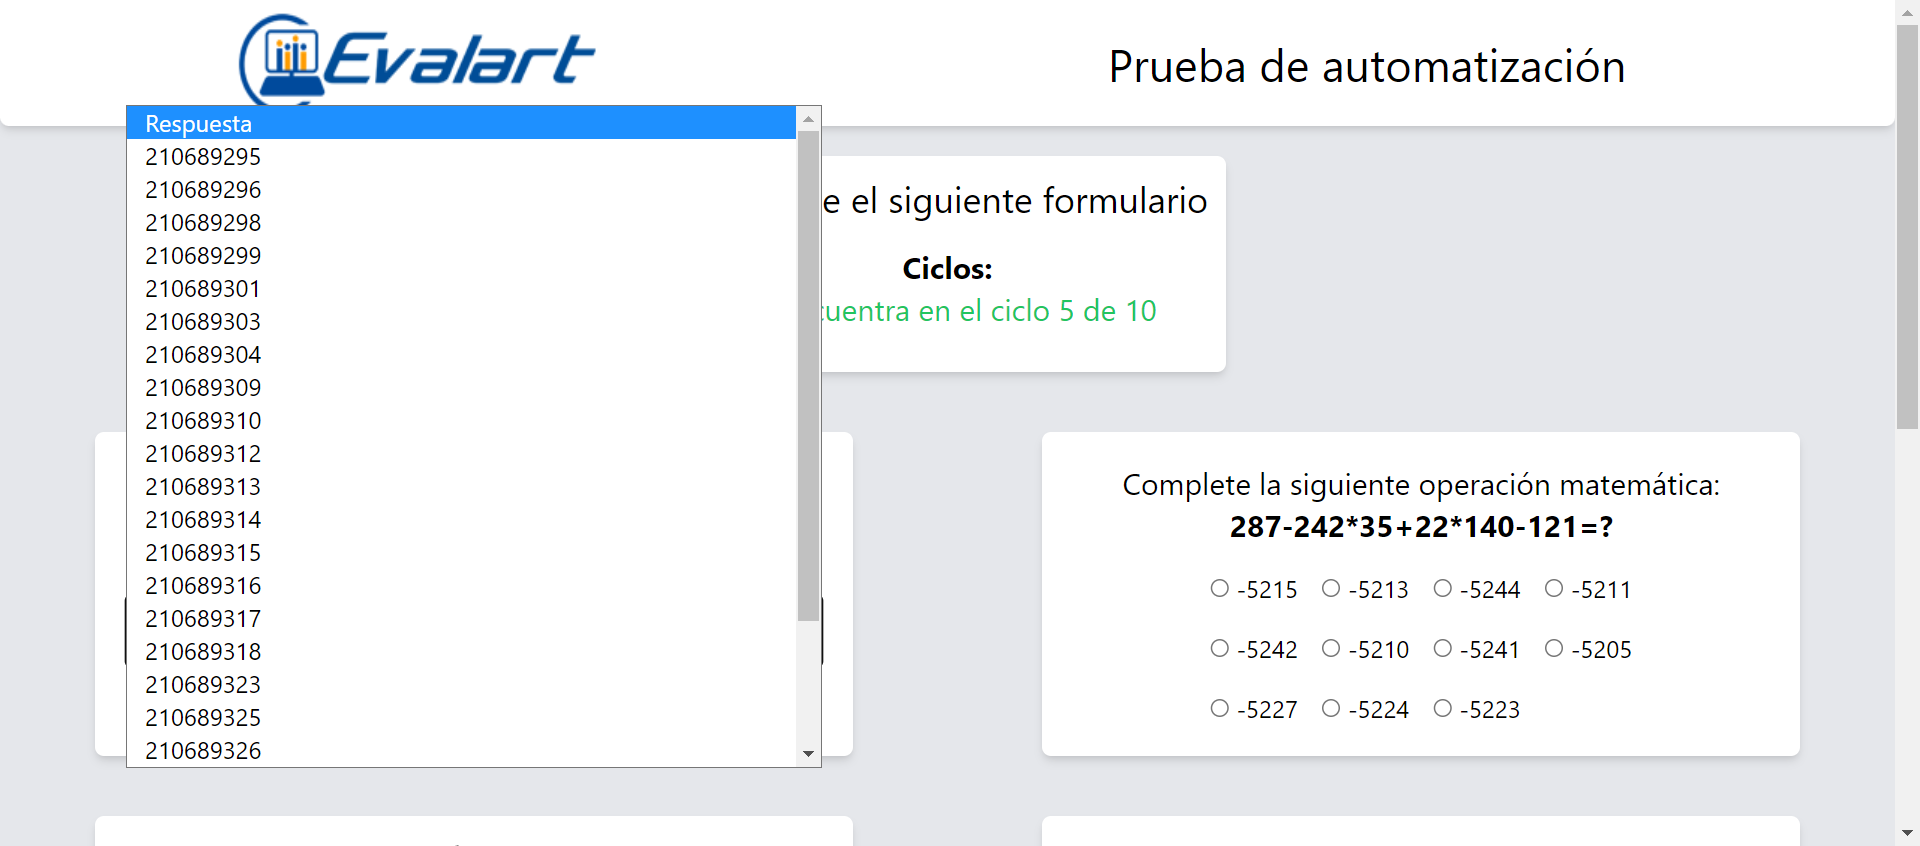 Evalart
Prueba de automatización
Respuesta
210689295
210689296
210689298
210689299
210689301
210689303
210689304
210689309
210689310
210689312
210689313
210689314
210689315
210689316
210689317
210689318
210689323
210689325
210689326
e el siguiente formulario
Ciclos:
cuentra en el ciclo 5 de 10
Complete la siguiente operación matemática:
287-242*35+22*140-121=?
-5215 -5213 -5244 -5211
-5242 -5210 -5241 -5205
-5227 -5224 -5223